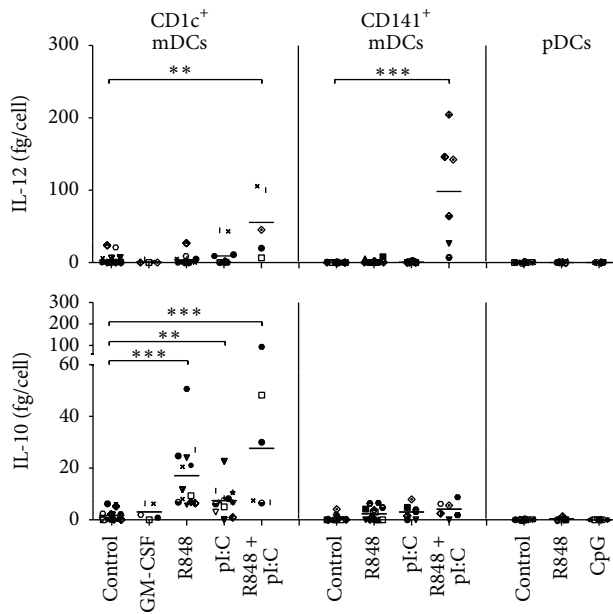 CD1c+
mDCs
CD141+
mDCs
pDCs
IL-12 (fg/cell)
300
200
100
0
**
***
IL-10 (fg/cell)
300
200
100
60
40
20
0
***
**
***
Control
GM-CSF
R848
pI:C
R848 +
pI:C
Control
R848
pI:C
R848 +
pI:C
Control
R848
CpG